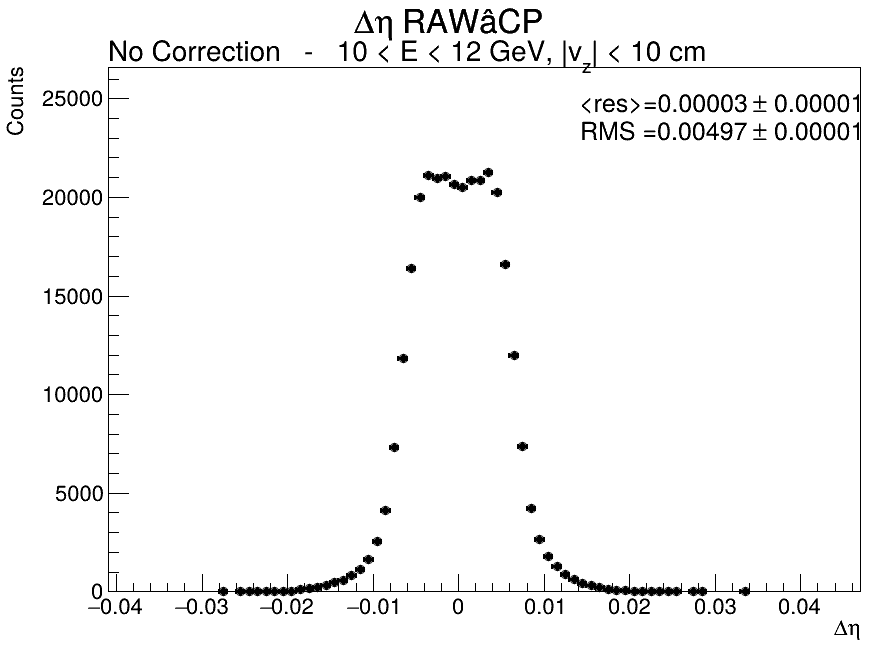 Δη RAWâCP
No Correction - 10 < E < 12 GeV, |vz| < 10 cm
Counts
<res>=0.00003 ± 0.00001
RMS =0.00497 ± 0.00001
25000
20000
15000
10000
5000
0
−0.04 −0.03 −0.02 −0.01 0 0.01 0.02 0.03 0.04
Δη